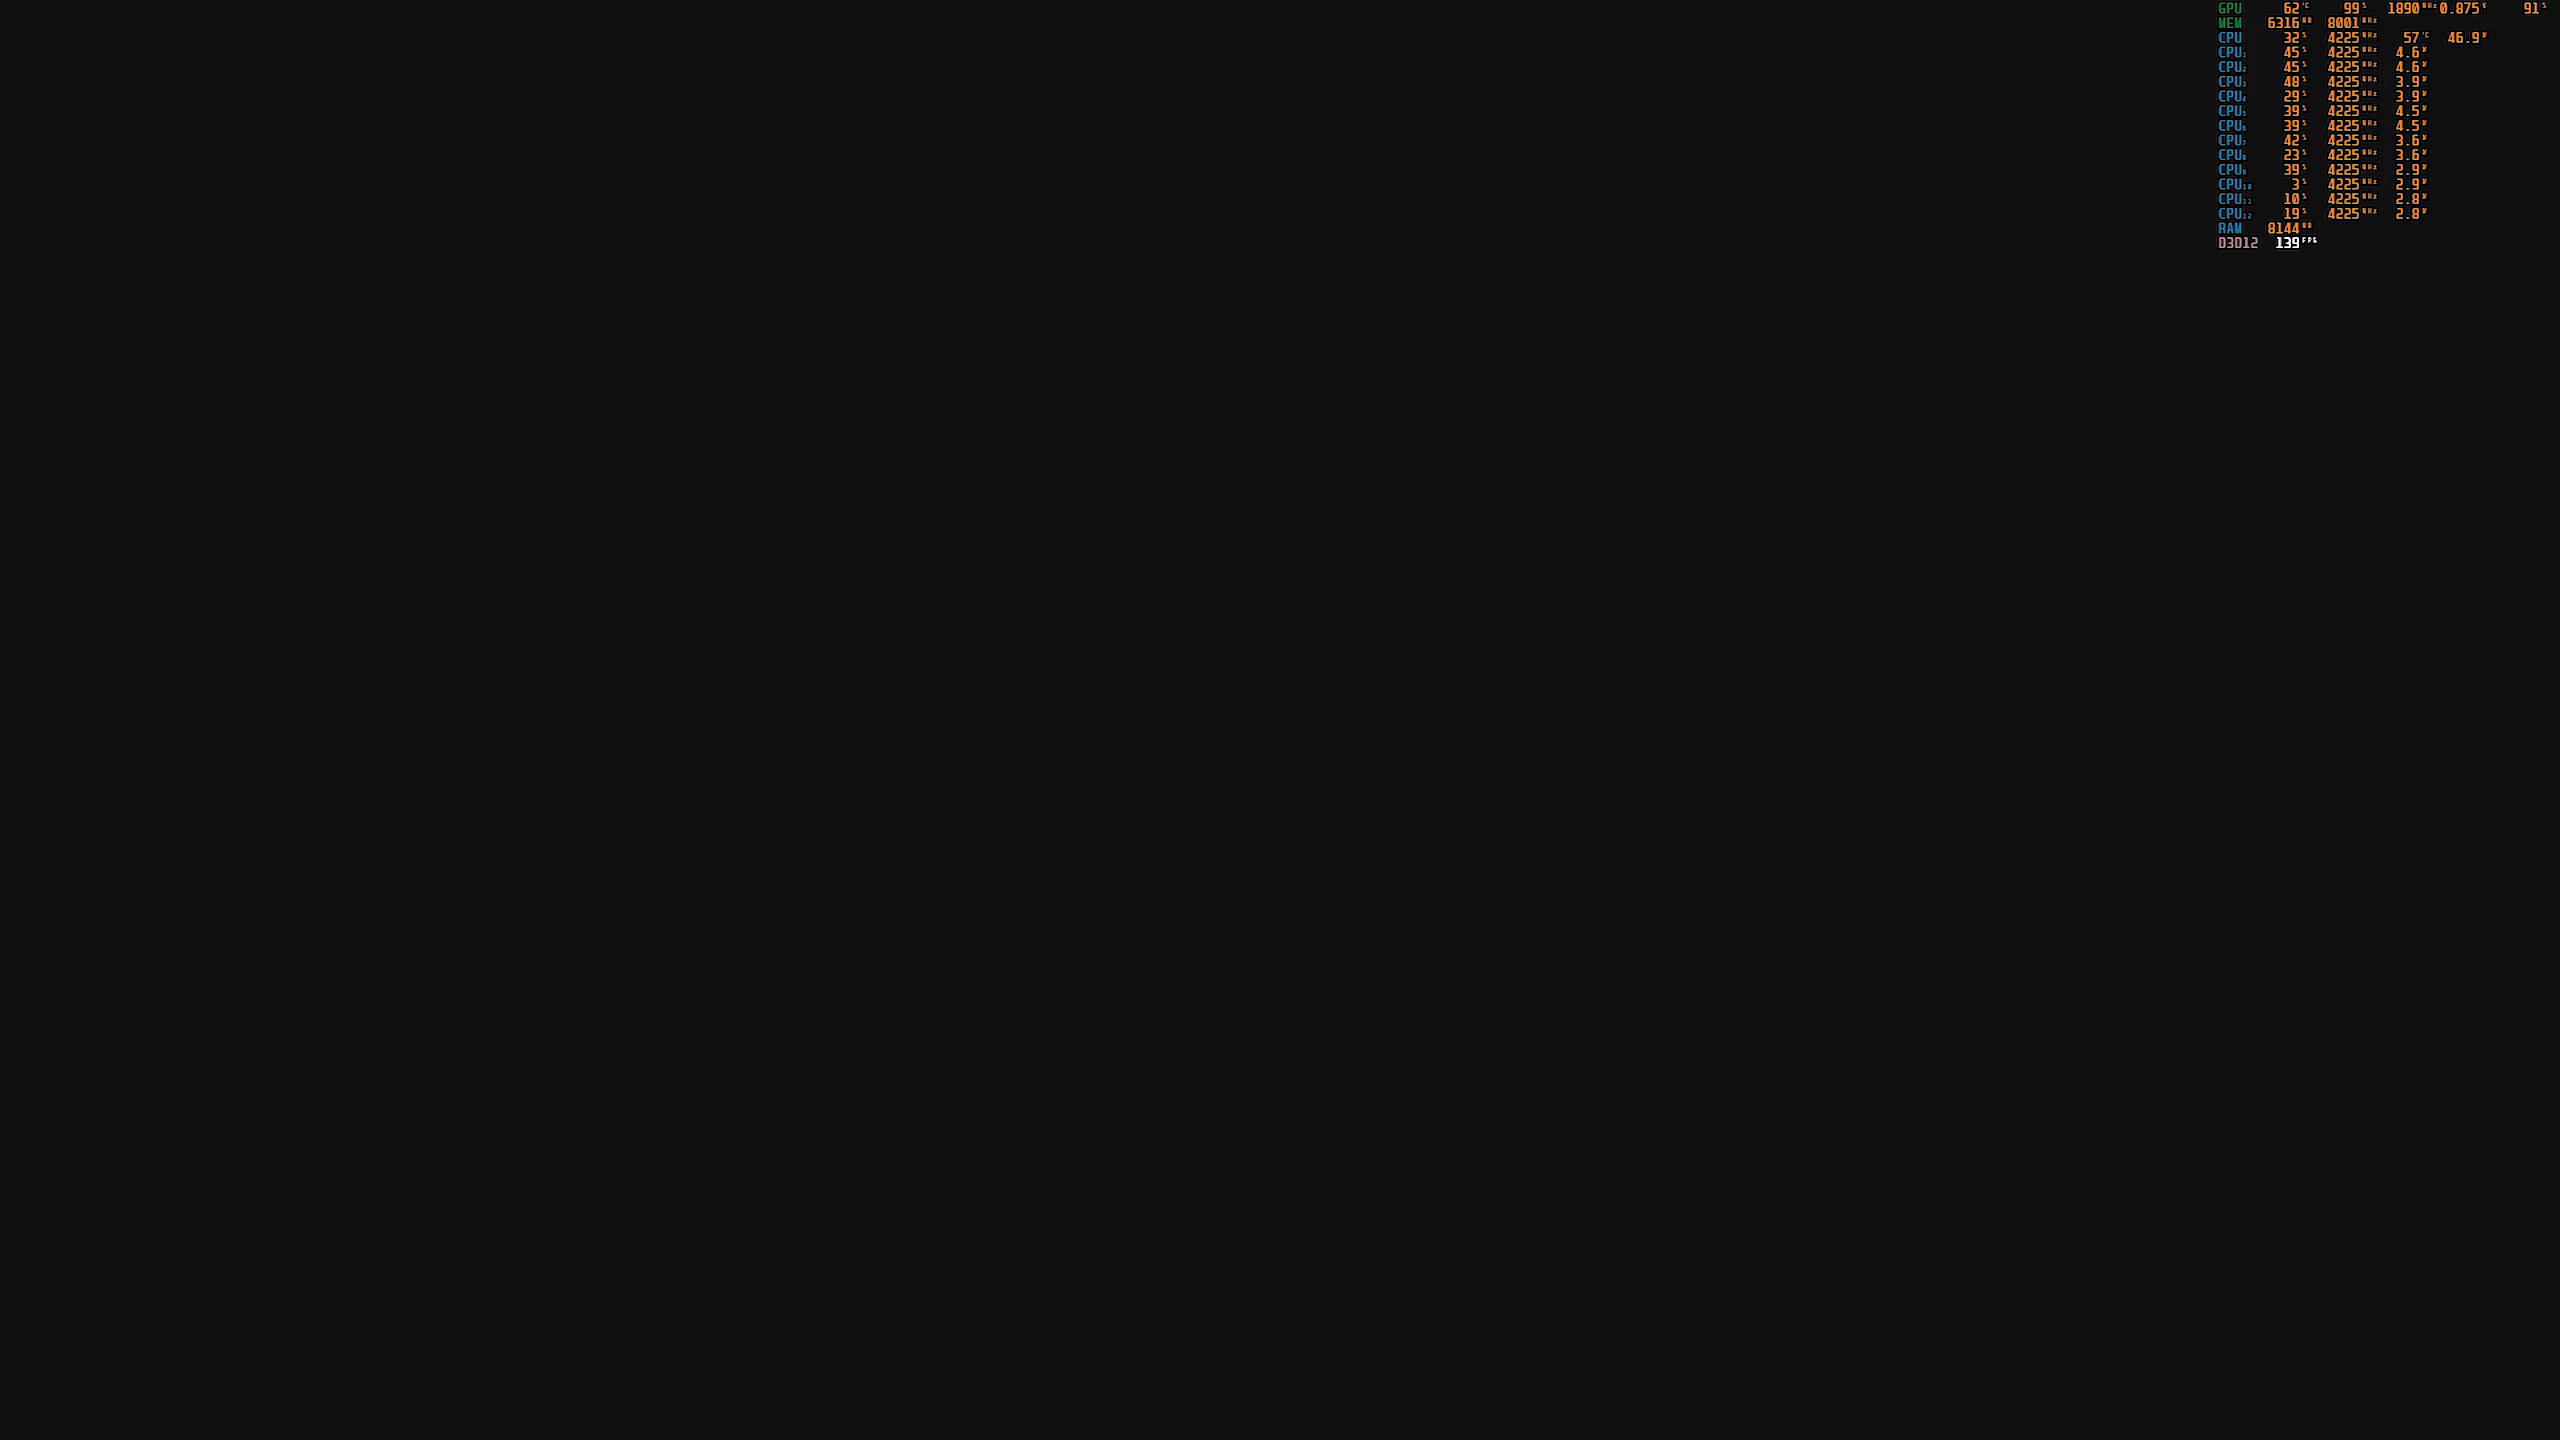 GPU 62°C 99% 1890MHz 0.875V 91%
MEM 6316MB 8001MHz
CPU 32% 4225MHz 57°C 46.9W
CPU1 45% 4225MHz 4.6W
CPU2 45% 4225MHz 4.6W
CPU3 48% 4225MHz 3.9W
CPU4 29% 4225MHz 3.9W
CPU5 39% 4225MHz 4.5W
CPU6 39% 4225MHz 4.5W
CPU7 42% 4225MHz 3.6W
CPU8 23% 4225MHz 3.6W
CPU9 39% 4225MHz 2.9W
CPU10 3% 4225MHz 2.9W
CPU11 10% 4225MHz 2.8W
CPU12 19% 4225MHz 2.8W
RAM 8144MB
D3D12 139FPS